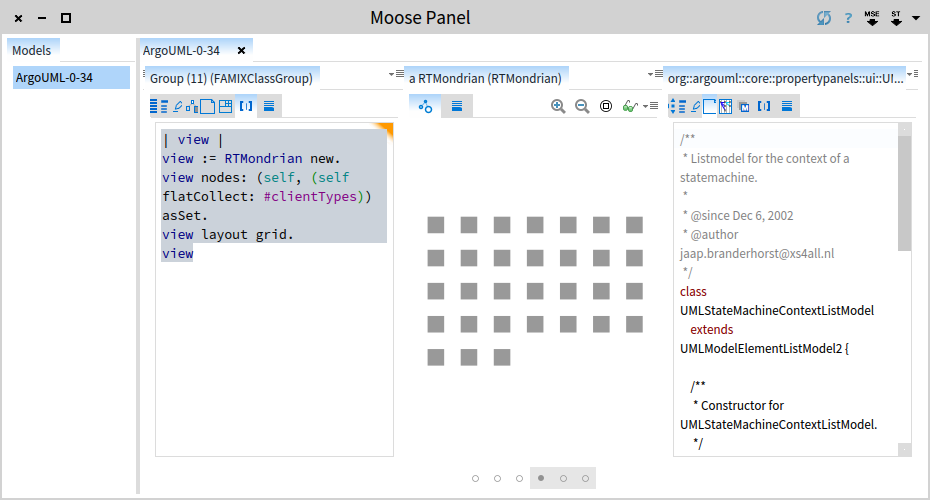 Moose Panel
?
MSE
ST
Models
ArgoUML-0-34
ArgoUML-0-34
Group (11) (FAMIXClassGroup)
| view |
view := RTMondrian new.
view nodes: (self, (self
flatCollect: #clientTypes))
asSet.
view layout grid.
view
a RTMondrian (RTMondrian)
org::argouml::core::propertypanels::ui::U!...
/**
* Listmodel for the context of a
statemachine.
*
* @since Dec 6, 2002
* @author
jaap.branderhorst@xs4all.nl
*/
class
UMLStateMachineContextListModel
extends
UMLModelElementListModel2 {
/**
* Constructor for
UMLStateMachineContextListModel.
*/